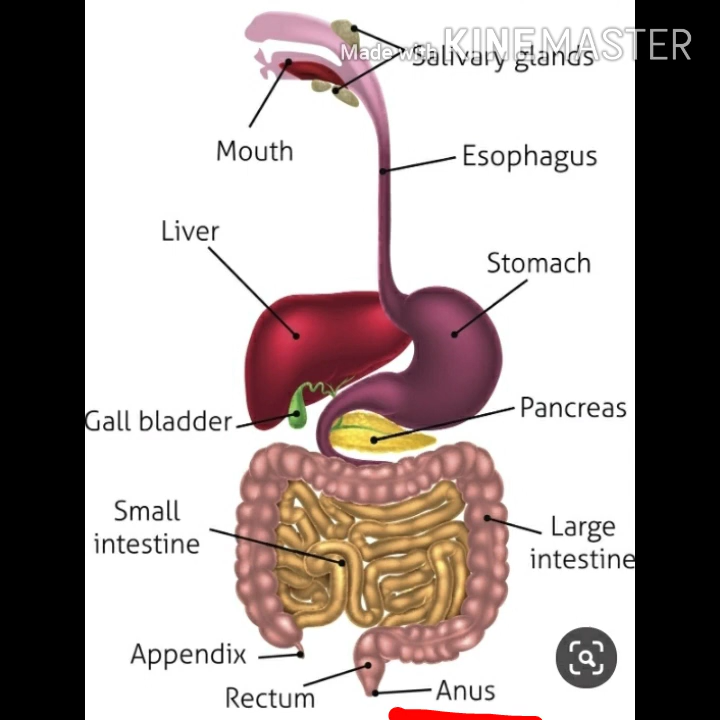 Made with KINEMASTER
Salivary glands
Mouth
Esophagus
Liver
Stomach
Gall bladder
Pancreas
Small
intestine
Large
intestine
Appendix
Rectum
Anus